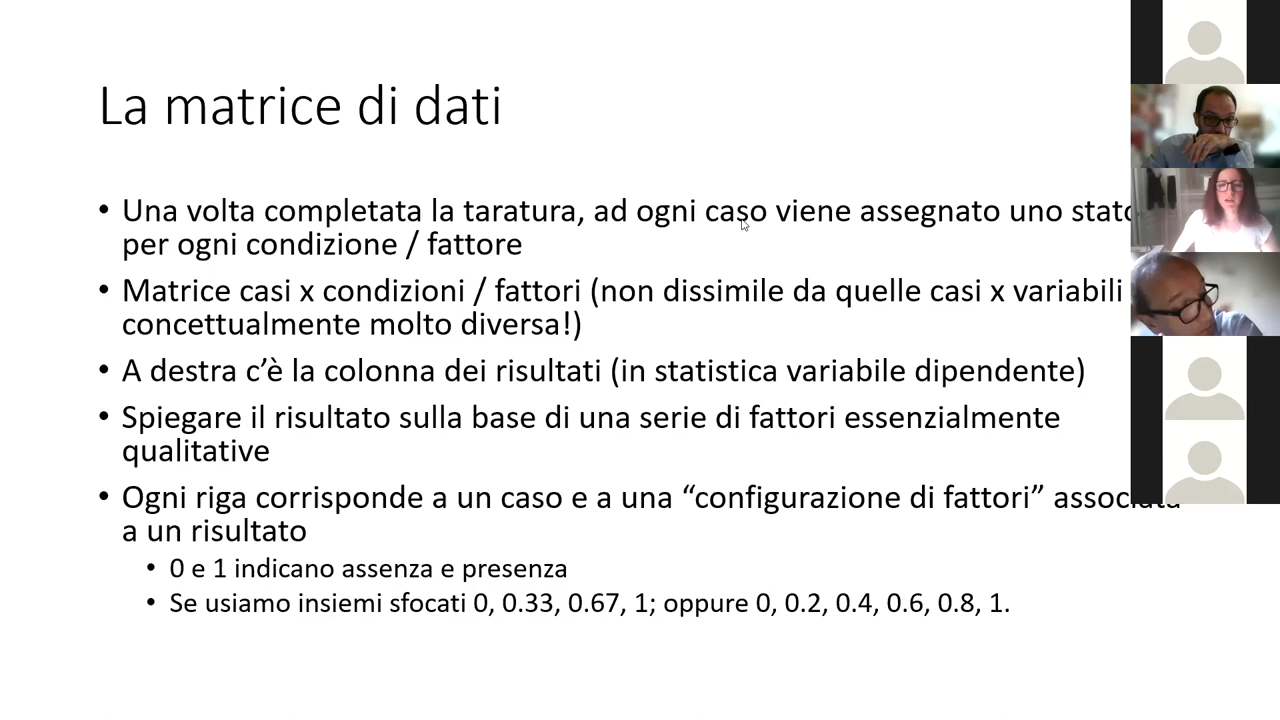 La matrice di dati
• Una volta completata la taratura, ad ogni caso viene assegnato uno stato
per ogni condizione / fattore
• Matrice casi x condizioni / fattori (non dissimile da quelle casi x variabili
concettualmente molto diversa!)
• A destra c’è la colonna dei risultati (in statistica variabile dipendente)
• Spiegare il risultato sulla base di una serie di fattori essenzialmente
qualitative
• Ogni riga corrisponde a un caso e a una “configurazione di fattori” associata
a un risultato
• 0 e 1 indicano assenza e presenza
• Se usiamo insiemi sfocati 0, 0.33, 0.67, 1; oppure 0, 0.2, 0.4, 0.6, 0.8, 1.